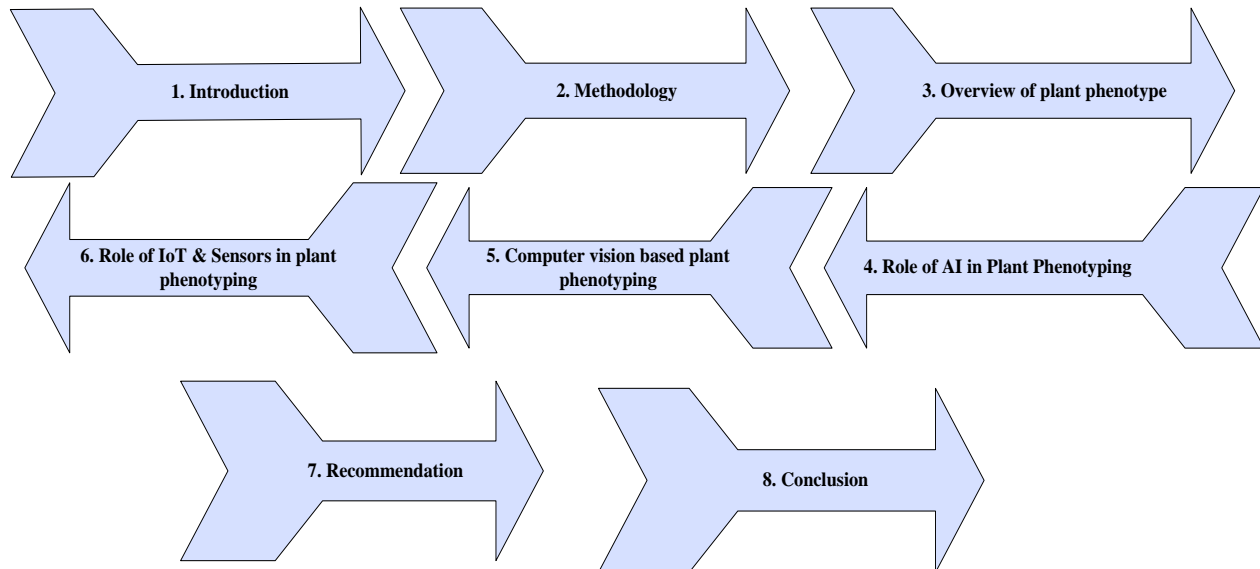 1. Introduction
2. Methodology
3. Overview of plant phenotype
4. Role of AI in Plant Phenotyping
5. Computer vision based plant
phenotyping
6. Role of IoT & Sensors in plant
phenotyping
7. Recommendation
8. Conclusion